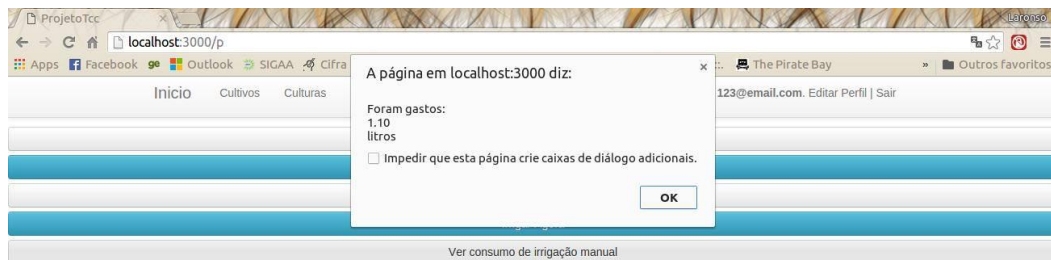 ProjetoTcc
Laronso
localhost:3000/p
Apps Facebook ge Outlook SIGAA Cifra
The Pirate Bay » Outros favoritos
Inicio Cultivos Culturas
123@email.com. Editar Perfil | Sair
A página em localhost:3000 diz:
Foram gastos:
1.10
litros
Impedir que esta página crie caixas de diálogo adicionais.
OK
Ver consumo de irrigação manual